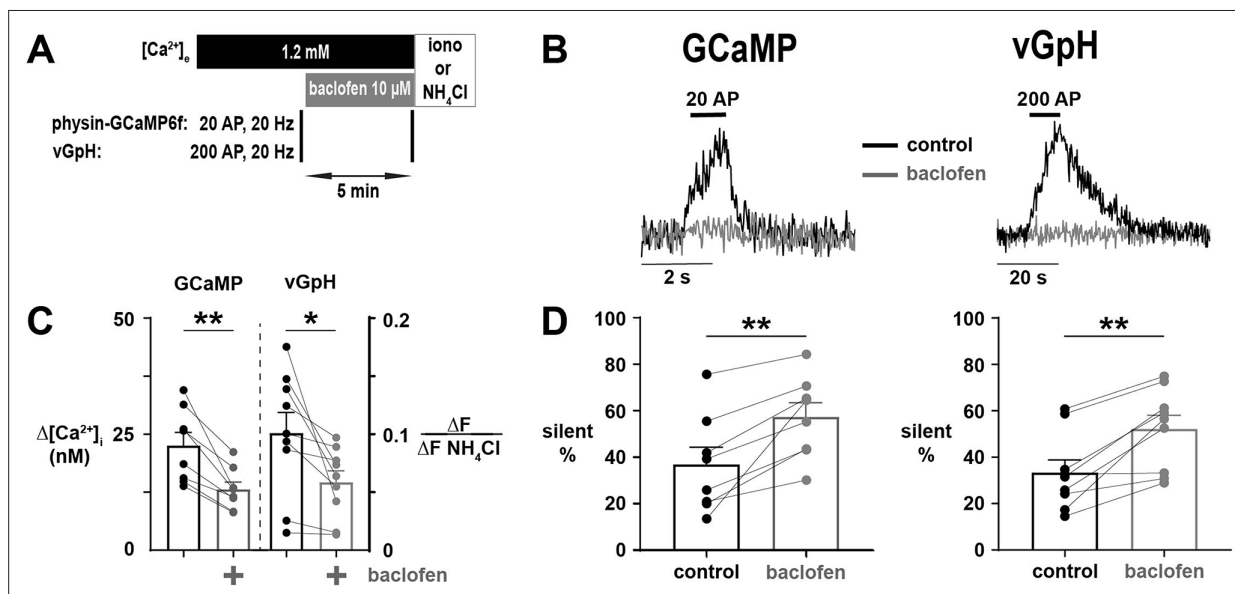 A
[Ca²⁺]e
1.2 mM
baclofen 10 μM
iono
or
NH₄Cl
physin-GCaMP6f: 20 AP, 20 Hz
vGpH: 200 AP, 20 Hz
5 min
B
GCaMP
20 AP
2 s
control
baclofen
vGpH
200 AP
20 s
C
GCaMP
vGpH
50
25
0
Δ[Ca²⁺]i
(nM)
**
*
0.2
0.1
0
ΔF
ΔF NH₄Cl
+
+
baclofen
D
100
80
60
40
20
0
silent
%
**
control
baclofen
100
80
60
40
20
0
silent
%
**
control
baclofen